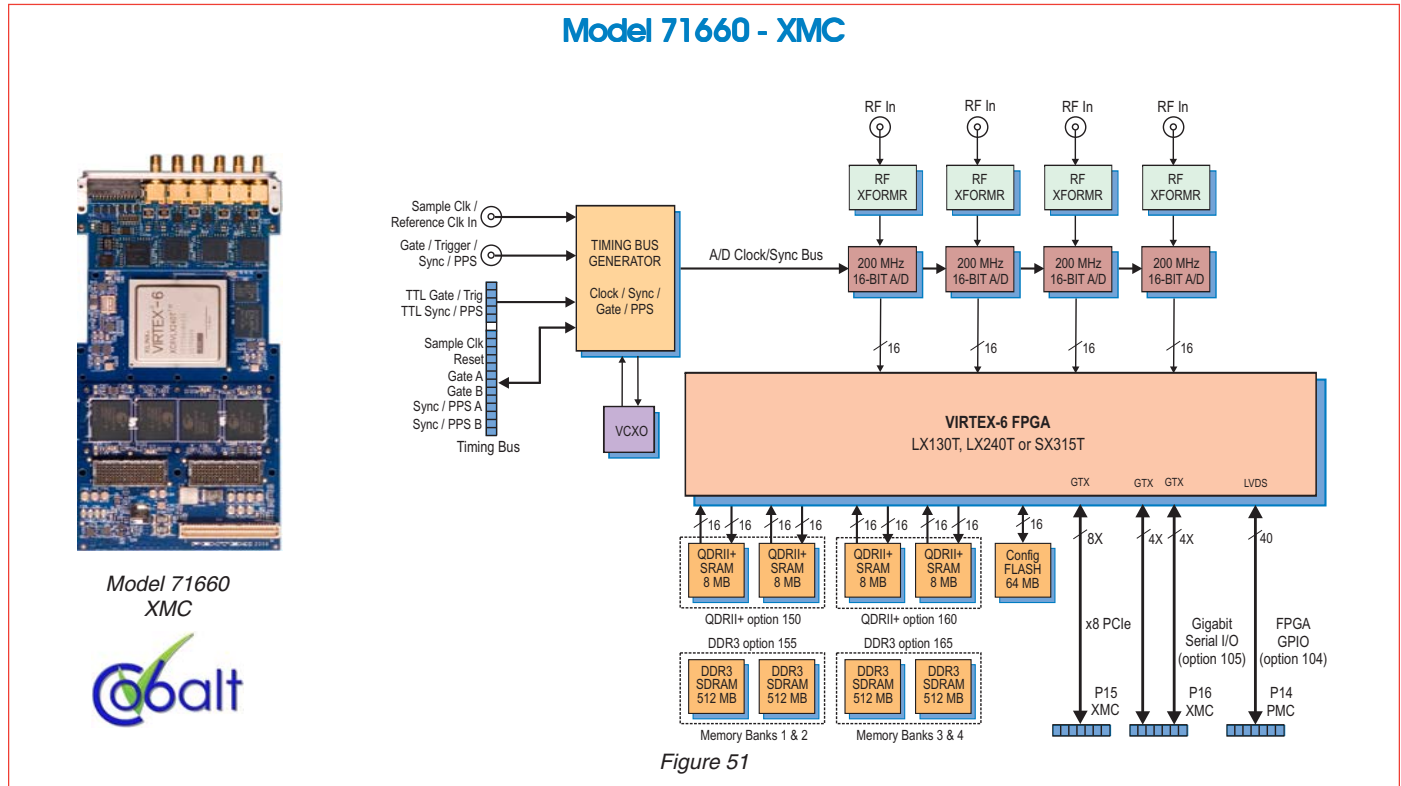 Model 71660 - XMC
RF In
RF In
RF In
RF In
RF
XFORMR
RF
XFORMR
RF
XFORMR
RF
XFORMR
Sample Clk /
Reference Clk In
Gate / Trigger /
Sync / PPS
TTL Gate / Trig
TTL Sync / PPS
Sample Clk
Reset
Gate A
Gate B
Sync / PPS A
Sync / PPS B
Timing Bus
TIMING BUS
GENERATOR
Clock / Sync /
Gate / PPS
VCXO
A/D Clock/Sync Bus
200 MHz
16-BIT A/D
200 MHz
16-BIT A/D
200 MHz
16-BIT A/D
200 MHz
16-BIT A/D
16
16
16
16
VIRTEX-6 FPGA
LX130T, LX240T or SX315T
GTX
GTX
GTX
LVDS
16
16
16
16
16
16
16
16
16
8X
4X
4X
40
QDRII+
SRAM
8 MB
QDRII+
SRAM
8 MB
QDRII+
SRAM
8 MB
QDRII+
SRAM
8 MB
Config
FLASH
64 MB
QDRII+ option 150
QDRII+ option 160
DDR3 option 155
DDR3 option 165
DDR3
SDRAM
512 MB
DDR3
SDRAM
512 MB
DDR3
SDRAM
512 MB
DDR3
SDRAM
512 MB
Memory Banks 1 & 2
Memory Banks 3 & 4
x8 PCIe
Gigabit
Serial I/O
(option 105)
FPGA
GPIO
(option 104)
P15
XMC
P16
XMC
P14
PMC
XILINX
VIRTEX-6
Model 71660
XMC
Cobalt
Figure 51